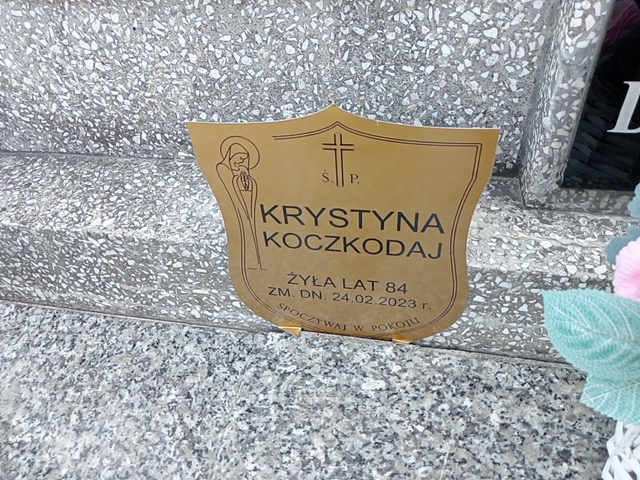 Ś. P.
KRYSTYNA
KOCZKODAJ
ŻYŁA LAT 84
ZM. DN. 24.02.2023 r.
SPOCZYWAJ W POKOJU